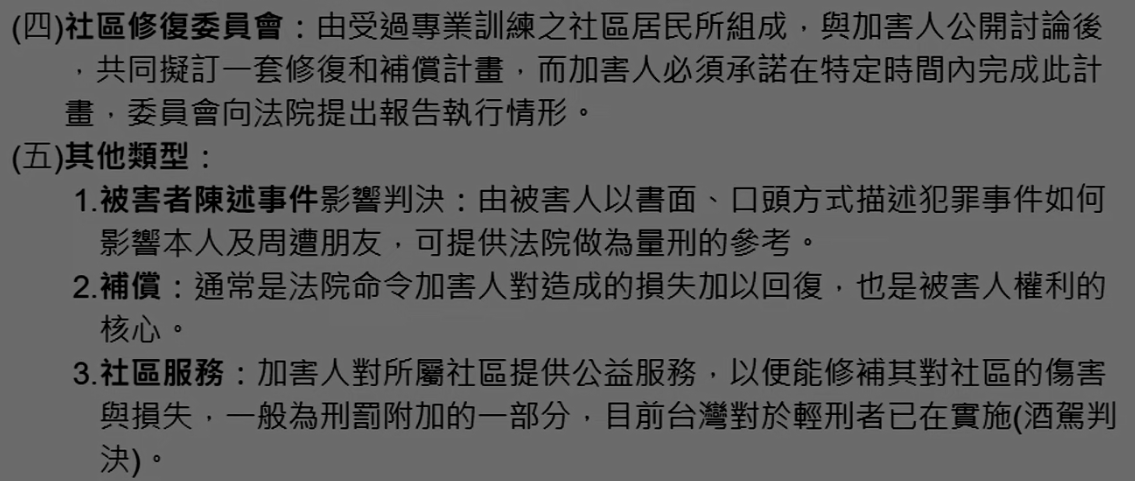 (四)社區修復委員會：由受過專業訓練之社區居民所組成，與加害人公開討論後
，共同擬訂一套修復和補償計畫，而加害人必須承諾在特定時間內完成此計
畫，委員會向法院提出報告執行情形。
(五)其他類型：
1.被害者陳述事件影響判決：由被害人以書面、口頭方式描述犯罪事件如何
影響本人及周遭朋友，可提供法院做為量刑的參考。
2.補償：通常是法院命令加害人對造成的損失加以回復，也是被害人權利的
核心。
3.社區服務：加害人對所屬社區提供公益服務，以便能修補其對社區的傷害
與損失，一般為刑罰附加的一部分，目前台灣對於輕刑者已在實施(酒駕判
決)。